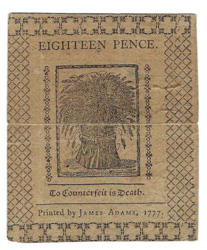 EIGHTEEN PENCE.
To Counterfeit is Death.
Printed by JAMES ADAMS, 1777.